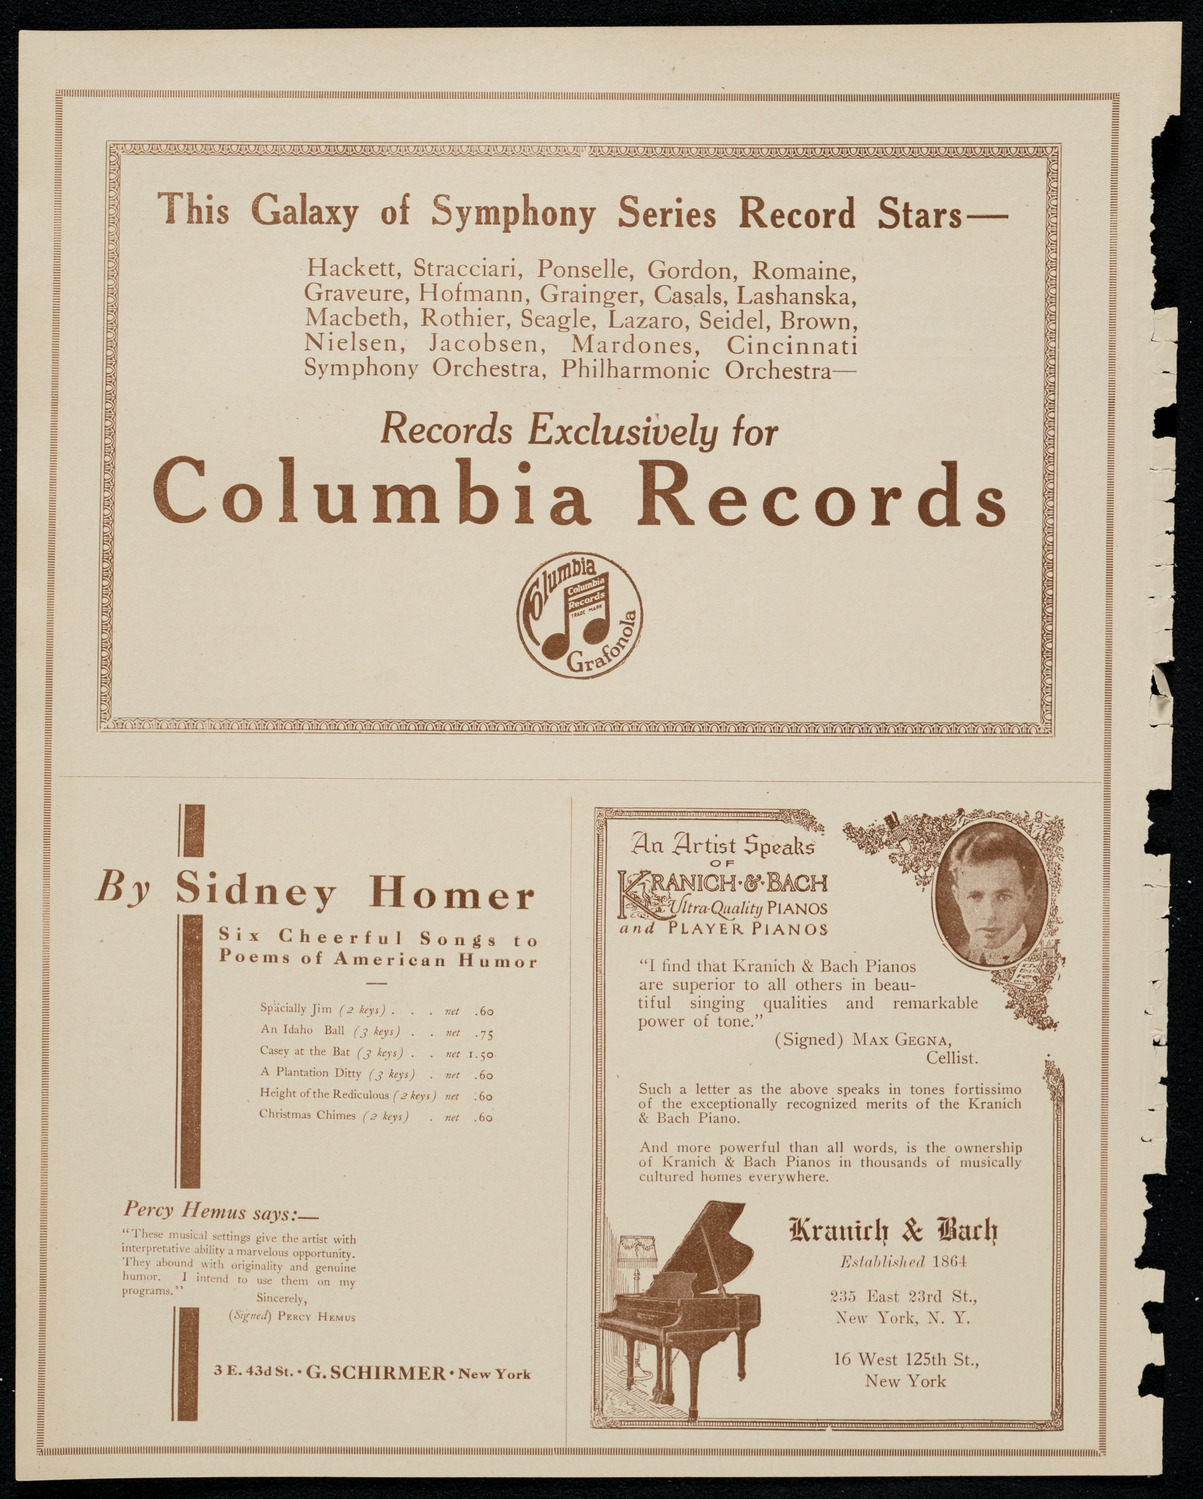 This Galaxy of Symphony Series Record Stars—
Hackett, Stracciari, Ponselle, Gordon, Romaine,
Graveure, Hofmann, Grainger, Casals, Lashanska,
Macbeth, Rothier, Seagle, Lazaro, Seidel, Brown,
Nielsen, Jacobsen, Mardones, Cincinnati
Symphony Orchestra, Philharmonic Orchestra—
Records Exclusively for
Columbia Records
Columbia
Columbia
Records
TRADE MARK
Grafonola
By Sidney Homer
Six Cheerful Songs to
Poems of American Humor
Späcially Jim (2 keys) . . . net .60
An Idaho Ball (3 keys) . . net .75
Casey at the Bat (3 keys) . . net 1.50
A Plantation Ditty (3 keys) . net .60
Height of the Rediculous (2 keys) net .60
Christmas Chimes (2 keys) . net .60
Percy Hemus says:—
"These musical settings give the artist with
interpretative ability a marvelous opportunity.
They abound with originality and genuine
humor. I intend to use them on my
programs."
Sincerely,
(Signed) PERCY HEMUS
3 E. 43d St. · G. SCHIRMER · New York
An Artist Speaks
OF
KRANICH·&·BACH
Ultra-Quality PIANOS
and PLAYER PIANOS
"I find that Kranich & Bach Pianos
are superior to all others in beau-
tiful singing qualities and remarkable
power of tone."
(Signed) MAX GEGNA,
Cellist.
Such a letter as the above speaks in tones fortissimo
of the exceptionally recognized merits of the Kranich
& Bach Piano.
And more powerful than all words, is the ownership
of Kranich & Bach Pianos in thousands of musically
cultured homes everywhere.
Kranich & Bach
Established 1864
235 East 23rd St.,
New York, N. Y.
16 West 125th St.,
New York